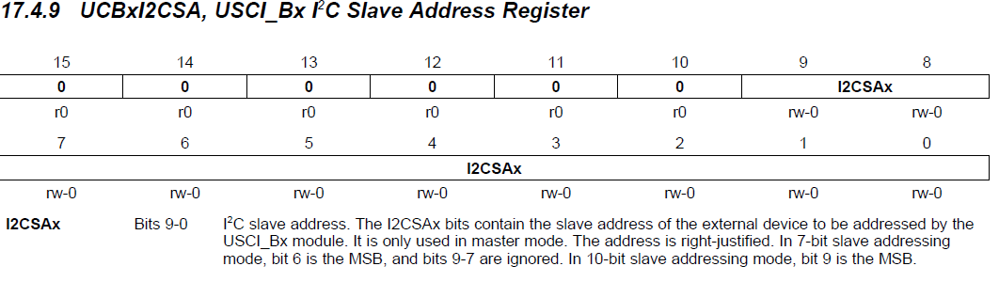 17.4.9 UCBxI2CSA, USCI_Bx I²C Slave Address Register
15 14 13 12 11 10 9 8
0 0 0 0 0 0 I2CSAx
r0 r0 r0 r0 r0 r0 rw-0 rw-0
7 6 5 4 3 2 1 0
I2CSAx
rw-0 rw-0 rw-0 rw-0 rw-0 rw-0 rw-0 rw-0
I2CSAx Bits 9-0 I²C slave address. The I2CSAx bits contain the slave address of the external device to be addressed by the
USCI_Bx module. It is only used in master mode. The address is right-justified. In 7-bit slave addressing
mode, bit 6 is the MSB, and bits 9-7 are ignored. In 10-bit slave addressing mode, bit 9 is the MSB.